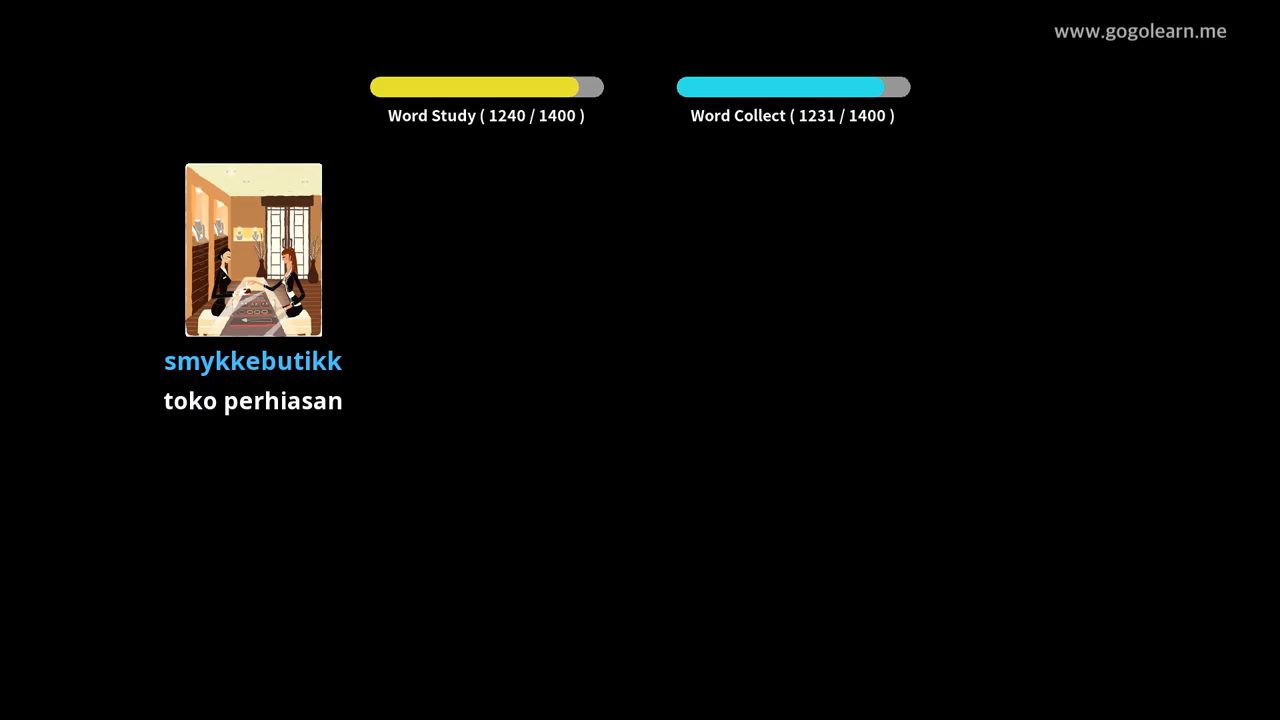 www.gogolearn.me
Word Study ( 1240 / 1400 )
Word Collect ( 1231 / 1400 )
smykkebutikk
toko perhiasan